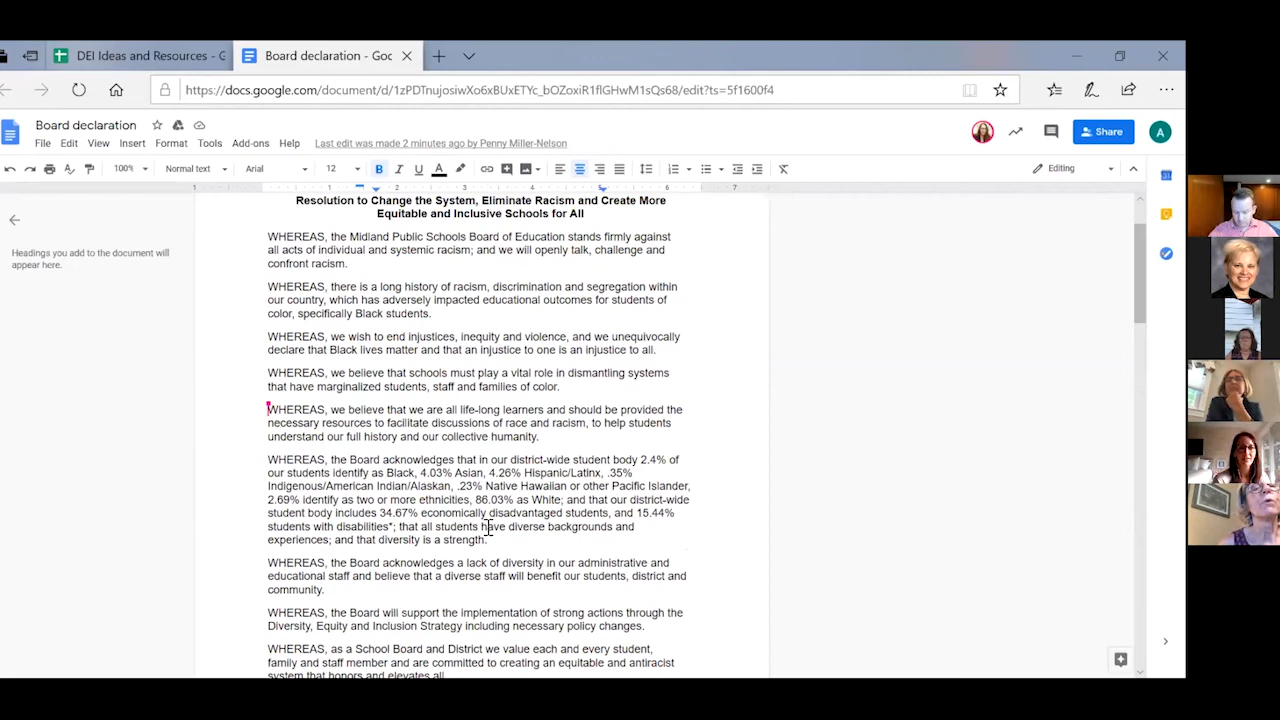 DEI Ideas and Resources - G
Board declaration - Goo
https://docs.google.com/document/d/1zPDTnujosiwXo6xBUxETYc_bOZoxiR1flGHwM1sQs68/edit?ts=5f1600f4
Board declaration
File Edit View Insert Format Tools Add-ons Help Last edit was made 2 minutes ago by Penny Miller-Nelson
Share
A
100% Normal text Arial 12 B I U A Editing
1 1 2 3 4 5 6 7
Headings you add to the document will
appear here.
Resolution to Change the System, Eliminate Racism and Create More
Equitable and Inclusive Schools for All
WHEREAS, the Midland Public Schools Board of Education stands firmly against
all acts of individual and systemic racism; and we will openly talk, challenge and
confront racism.
WHEREAS, there is a long history of racism, discrimination and segregation within
our country, which has adversely impacted educational outcomes for students of
color, specifically Black students.
WHEREAS, we wish to end injustices, inequity and violence, and we unequivocally
declare that Black lives matter and that an injustice to one is an injustice to all.
WHEREAS, we believe that schools must play a vital role in dismantling systems
that have marginalized students, staff and families of color.
WHEREAS, we believe that we are all life-long learners and should be provided the
necessary resources to facilitate discussions of race and racism, to help students
understand our full history and our collective humanity.
WHEREAS, the Board acknowledges that in our district-wide student body 2.4% of
our students identify as Black, 4.03% Asian, 4.26% Hispanic/Latinx, .35%
Indigenous/American Indian/Alaskan, .23% Native Hawaiian or other Pacific Islander,
2.69% identify as two or more ethnicities, 86.03% as White; and that our district-wide
student body includes 34.67% economically disadvantaged students, and 15.44%
students with disabilities*; that all students have diverse backgrounds and
experiences; and that diversity is a strength.
WHEREAS, the Board acknowledges a lack of diversity in our administrative and
educational staff and believe that a diverse staff will benefit our students, district and
community.
WHEREAS, the Board will support the implementation of strong actions through the
Diversity, Equity and Inclusion Strategy including necessary policy changes.
WHEREAS, as a School Board and District we value each and every student,
family and staff member and are committed to creating an equitable and antiracist
system that honors and elevates all.